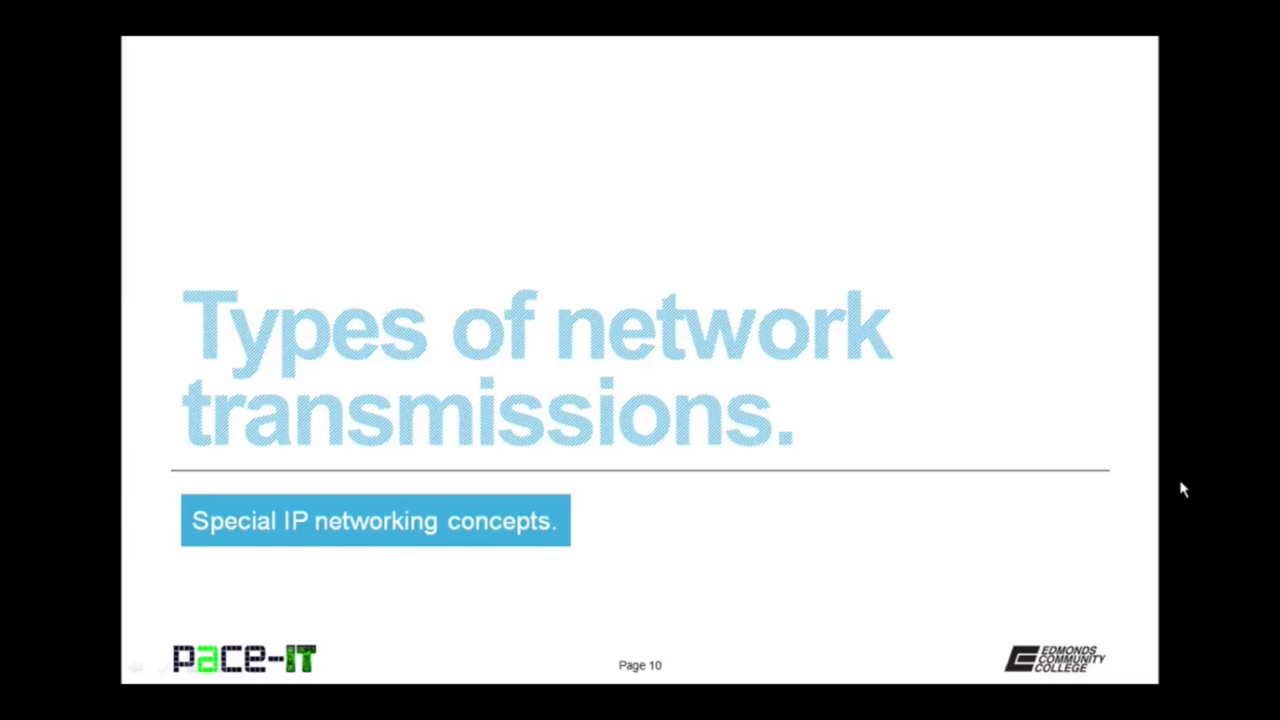 Types of network
transmissions.
Special IP networking concepts.
pace-IT
Page 10
EDMONDS
COMMUNITY
COLLEGE